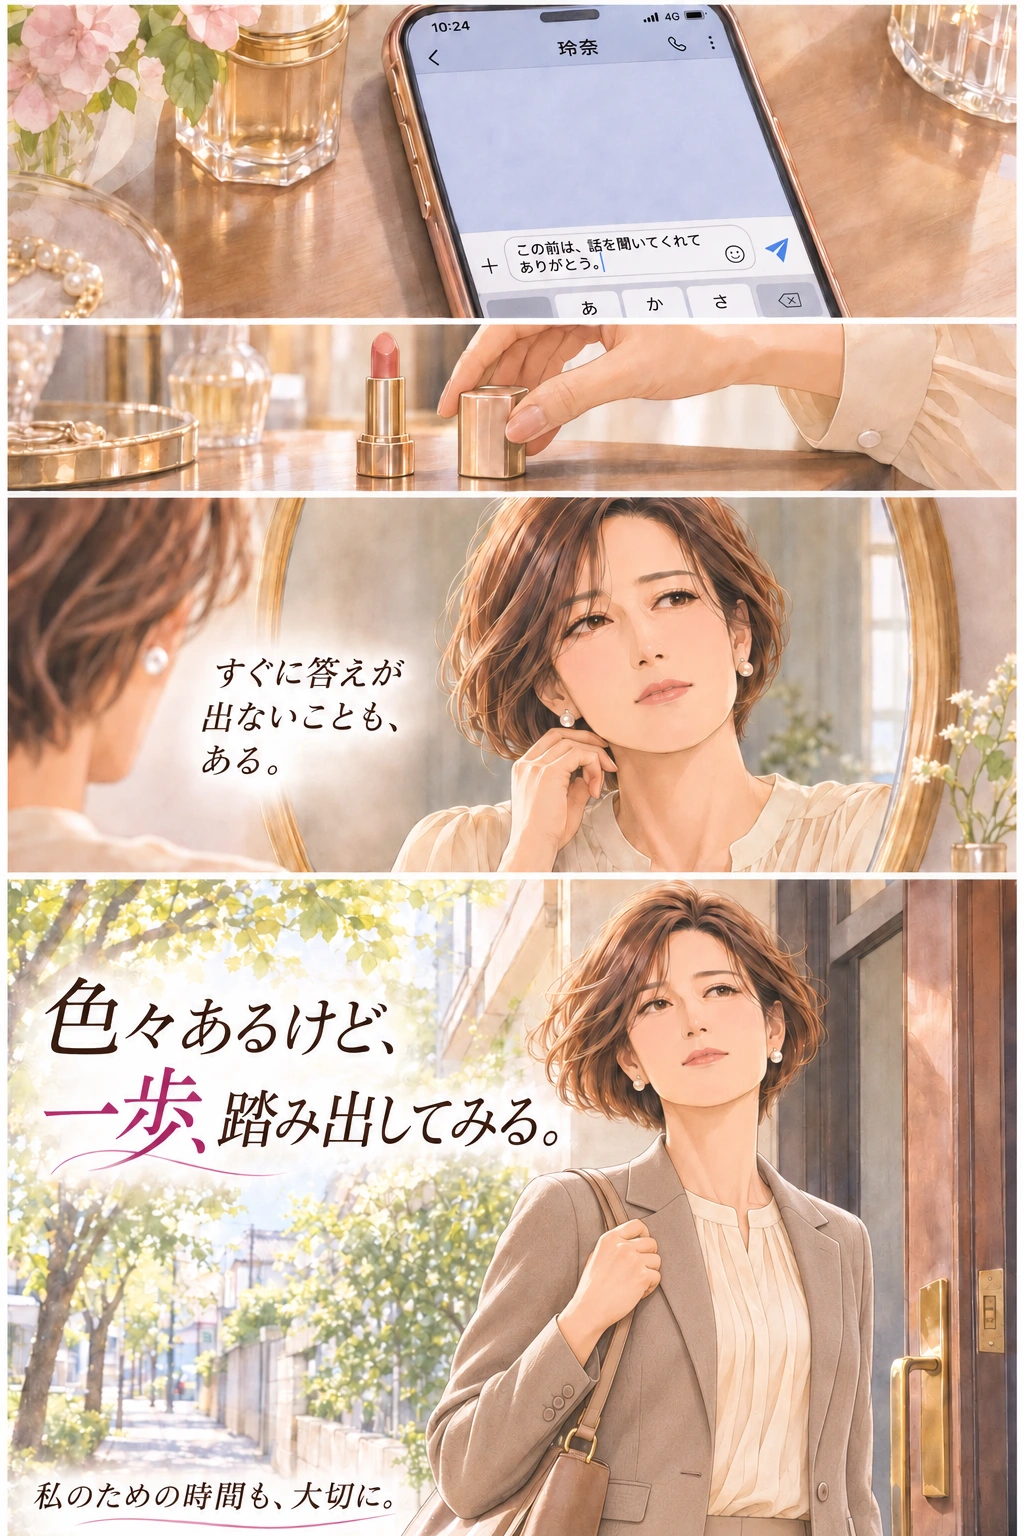 10:24
4G
玲奈
この前は、話を聞いてくれて
ありがとう。
あ か さ
すぐに答えが
出ないことも、
ある。
色々あるけど、
一歩、踏み出してみる。
私のための時間も、大切に。